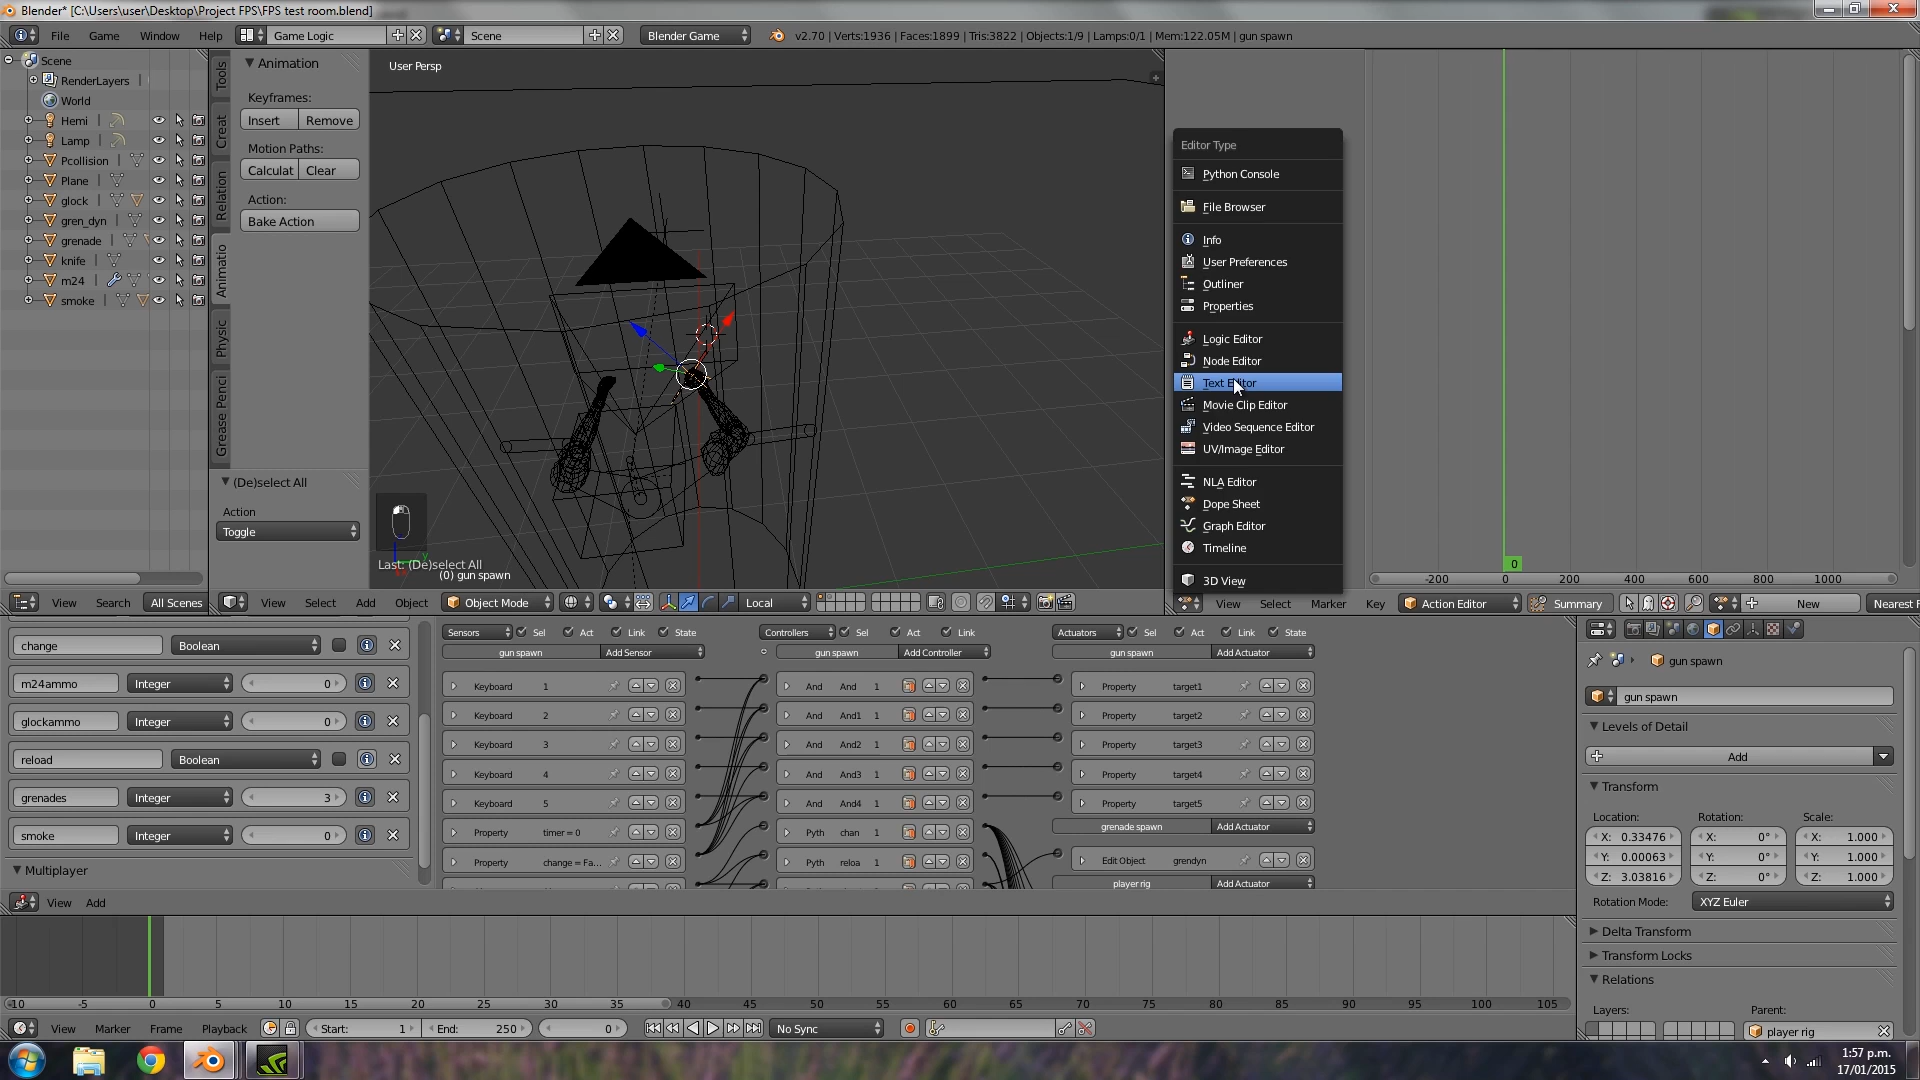 Blender* [C:\Users\user\Desktop\Project FPS\FPS test room.blend]
File Game Window Help Game Logic Scene Blender Game v2.70 | Verts:1936 | Faces:1899 | Tris:3822 | Objects:1/9 | Lamps:0/1 | Mem:122.05M | gun spawn
Scene
RenderLayers
World
Hemi
Lamp
Pcollision
Plane
glock
gren_dyn
grenade
knife
m24
smoke
View Search All Scenes
Tools
Creat
Relation
Animatio
Physic
Grease Penci
Animation
Keyframes:
Insert Remove
Motion Paths:
Calculat Clear
Action:
Bake Action
(De)select All
Action
Toggle
User Persp
Last: (De)select All
(0) gun spawn
View Select Add Object Object Mode Local
Editor Type
Python Console
File Browser
Info
User Preferences
Outliner
Properties
Logic Editor
Node Editor
Text Editor
Movie Clip Editor
Video Sequence Editor
UV/Image Editor
NLA Editor
Dope Sheet
Graph Editor
Timeline
3D View
0
-200 0 200 400 600 800 1000
View Select Marker Key Action Editor Summary New Nearest F
change Boolean
m24ammo Integer 0
glockammo Integer 0
reload Boolean
grenades Integer 3
smoke Integer 0
Multiplayer
Sensors Sel Act Link State
gun spawn Add Sensor
Keyboard 1
Keyboard 2
Keyboard 3
Keyboard 4
Keyboard 5
Property timer = 0
Property change = Fa...
Controllers Sel Act Link
gun spawn Add Controller
And And 1
And And1 1
And And2 1
And And3 1
And And4 1
Pyth chan 1
Pyth reloa 1
Actuators Sel Act Link State
gun spawn Add Actuator
Property target1
Property target2
Property target3
Property target4
Property target5
grenade spawn Add Actuator
Edit Object grendyn
player rig Add Actuator
View Add
gun spawn
gun spawn
Levels of Detail
Add
Transform
Location: Rotation: Scale:
X: 0.33476 X: 0° X: 1.000
Y: 0.00063 Y: 0° Y: 1.000
Z: 3.03816 Z: 0° Z: 1.000
Rotation Mode: XYZ Euler
Delta Transform
Transform Locks
Relations
Layers: Parent:
player rig
-10 -5 0 5 10 15 20 25 30 35 40 45 50 55 60 65 70 75 80 85 90 95 100 105
View Marker Frame Playback Start: 1 End: 250 0 No Sync
1:57 p.m.
17/01/2015